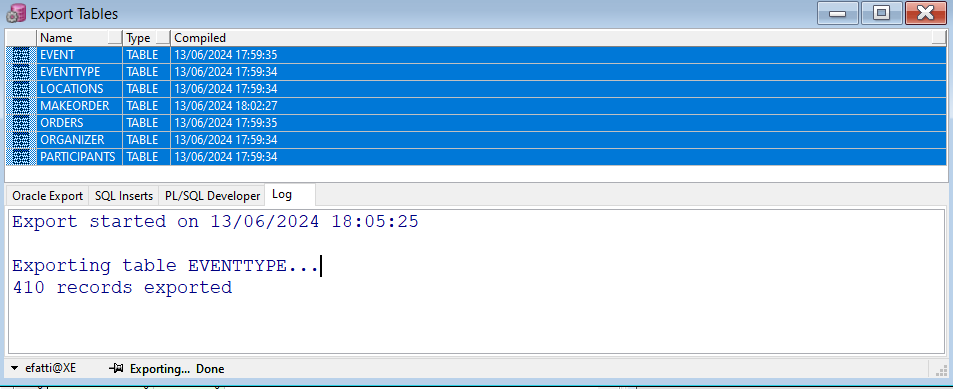 Export Tables
Name Type Compiled
EVENT TABLE 13/06/2024 17:59:35
EVENTTYPE TABLE 13/06/2024 17:59:34
LOCATIONS TABLE 13/06/2024 17:59:34
MAKEORDER TABLE 13/06/2024 18:02:27
ORDERS TABLE 13/06/2024 17:59:35
ORGANIZER TABLE 13/06/2024 17:59:34
PARTICIPANTS TABLE 13/06/2024 17:59:34
Oracle Export SQL Inserts PL/SQL Developer Log
Export started on 13/06/2024 18:05:25
Exporting table EVENTTYPE...
410 records exported
efatti@XE Exporting... Done